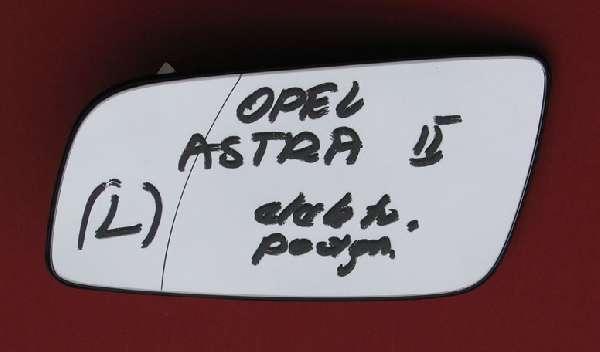 OPEL
ASTRA II
(L)
elektr.
podgrz.